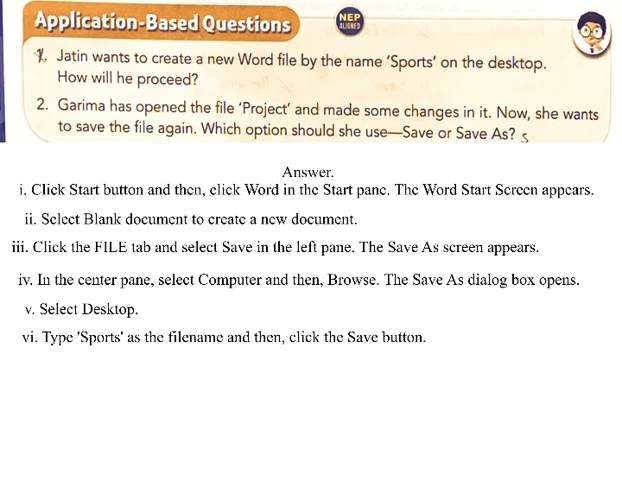 Application-Based Questions
NEP
ALIGNED
1. Jatin wants to create a new Word file by the name 'Sports' on the desktop.
How will he proceed?
2. Garima has opened the file 'Project' and made some changes in it. Now, she wants
to save the file again. Which option should she use—Save or Save As? S
Answer.
i. Click Start button and then, click Word in the Start pane. The Word Start Screen appears.
ii. Select Blank document to create a new document.
iii. Click the FILE tab and select Save in the left pane. The Save As screen appears.
iv. In the center pane, select Computer and then, Browse. The Save As dialog box opens.
v. Select Desktop.
vi. Type 'Sports' as the filename and then, click the Save button.